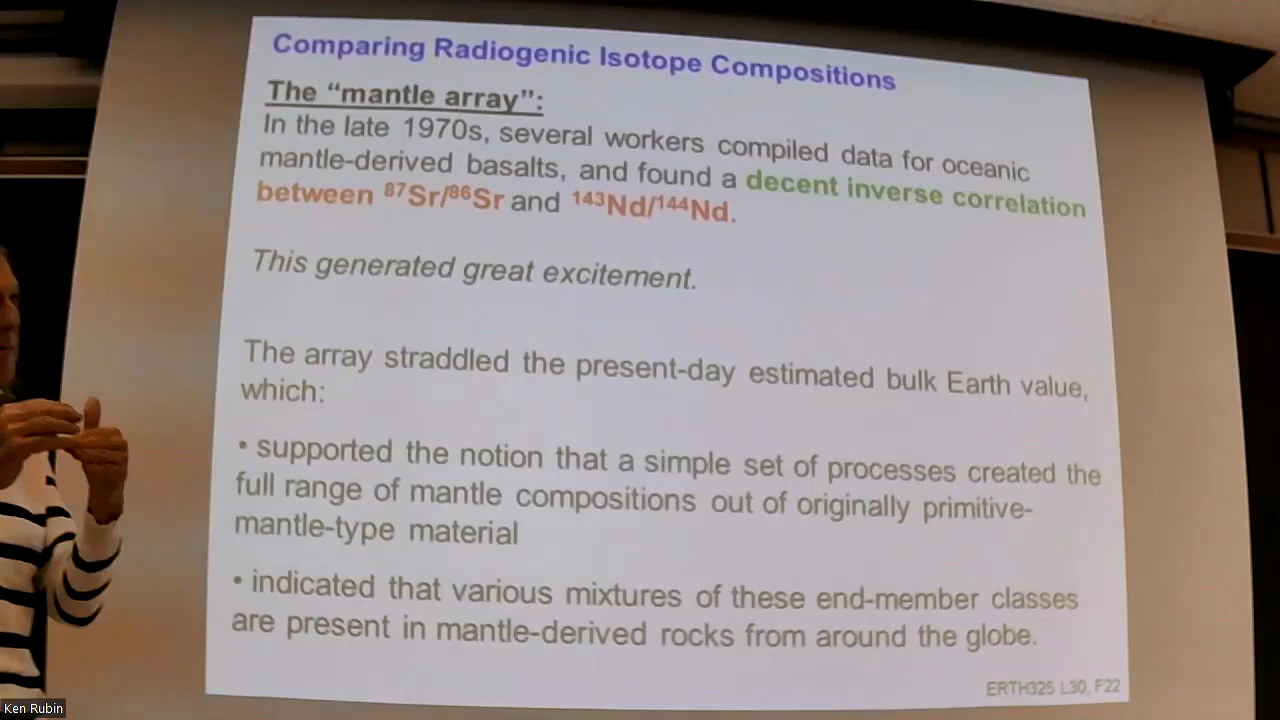 Comparing Radiogenic Isotope Compositions
The “mantle array”:
In the late 1970s, several workers compiled data for oceanic
mantle-derived basalts, and found a decent inverse correlation
between ⁸⁷Sr/⁸⁶Sr and ¹⁴³Nd/¹⁴⁴Nd.
This generated great excitement.
The array straddled the present-day estimated bulk Earth value,
which:
• supported the notion that a simple set of processes created the
full range of mantle compositions out of originally primitive-
mantle-type material
• indicated that various mixtures of these end-member classes
are present in mantle-derived rocks from around the globe.
ERTH325 L30, F22
Ken Rubin